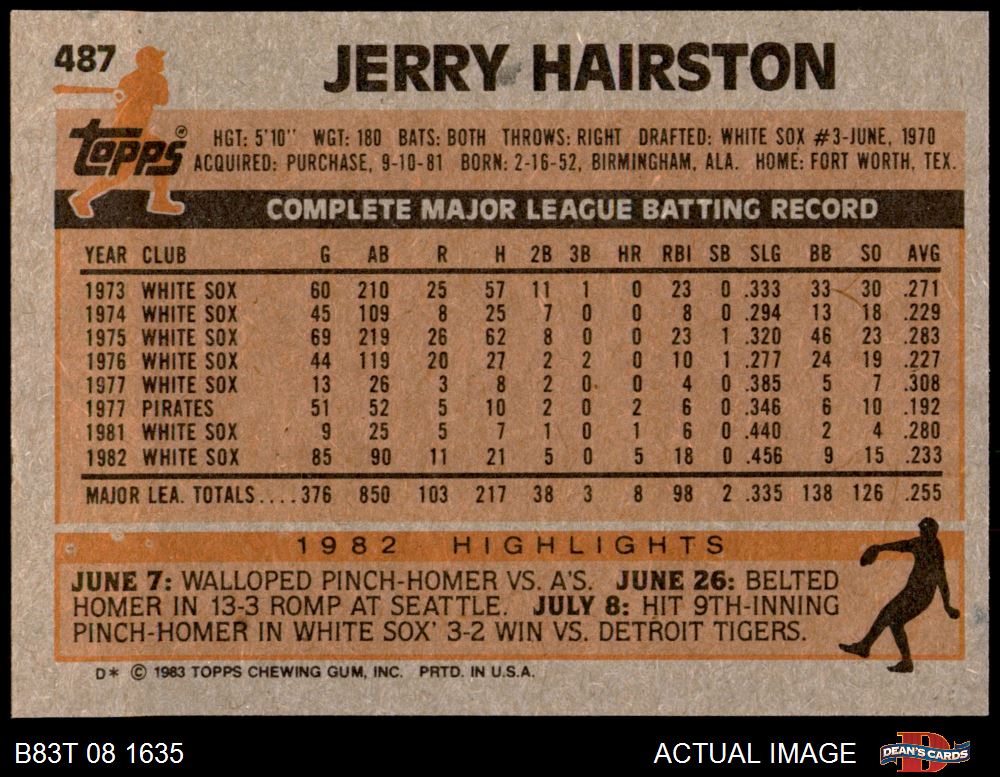 487 JERRY HAIRSTON
topps® HGT: 5'10" WGT: 180 BATS: BOTH THROWS: RIGHT DRAFTED: WHITE SOX #3-JUNE, 1970
ACQUIRED: PURCHASE, 9-10-81 BORN: 2-16-52, BIRMINGHAM, ALA. HOME: FORT WORTH, TEX.
COMPLETE MAJOR LEAGUE BATTING RECORD
YEAR CLUB G AB R H 2B 3B HR RBI SB SLG BB SO AVG
1973 WHITE SOX 60 210 25 57 11 1 0 23 0 .333 33 30 .271
1974 WHITE SOX 45 109 8 25 7 0 0 8 0 .294 13 18 .229
1975 WHITE SOX 69 219 26 62 8 0 0 23 1 .320 46 23 .283
1976 WHITE SOX 44 119 20 27 2 2 0 10 1 .277 24 19 .227
1977 WHITE SOX 13 26 3 8 2 0 0 4 0 .385 5 7 .308
1977 PIRATES 51 52 5 10 2 0 2 6 0 .346 6 10 .192
1981 WHITE SOX 9 25 5 7 1 0 1 6 0 .440 2 4 .280
1982 WHITE SOX 85 90 11 21 5 0 5 18 0 .456 9 15 .233
MAJOR LEA. TOTALS....376 850 103 217 38 3 8 98 2 .335 138 126 .255
1982 HIGHLIGHTS
JUNE 7: WALLOPED PINCH-HOMER VS. A'S. JUNE 26: BELTED
HOMER IN 13-3 ROMP AT SEATTLE. JULY 8: HIT 9TH-INNING
PINCH-HOMER IN WHITE SOX' 3-2 WIN VS. DETROIT TIGERS.
D* © 1983 TOPPS CHEWING GUM, INC. PRTD. IN U.S.A.
B83T 08 1635 ACTUAL IMAGE DEAN'S CARDS